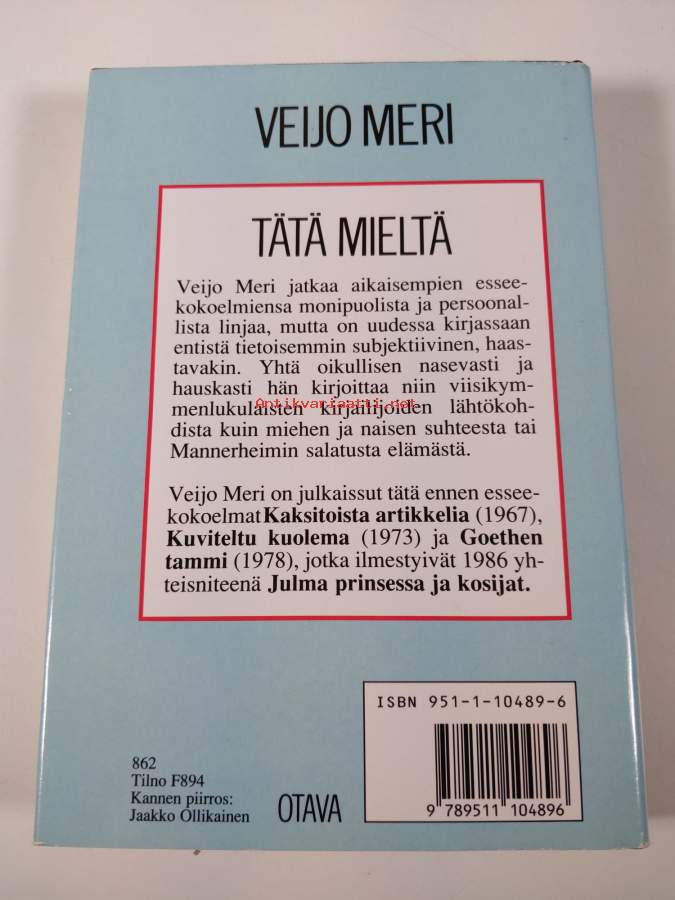 VEIJO MERI
TÄTÄ MIELTÄ
Veijo Meri jatkaa aikaisempien essee-
kokoelmiensa monipuolista ja persoonal-
lista linjaa, mutta on uudessa kirjassaan
entistä tietoisemmin subjektiivinen, haas-
tavakin. Yhtä oikullisen nasevasti ja
hauskasti hän kirjoittaa niin viisikym-
menlukulaisten kirjailijoiden lähtökoh-
Antikvariaatti.net
dista kuin miehen ja naisen suhteesta tai
Mannerheimin salatusta elämästä.
Veijo Meri on julkaissut tätä ennen essee-
kokoelmat Kaksitoista artikkelia (1967),
Kuviteltu kuolema (1973) ja Goethen
tammi (1978), jotka ilmestyivät 1986 yh-
teisniteenä Julma prinsessa ja kosijat.
ISBN 951-1-10489-6
9 789511 104896
862
Tilno F894
Kannen piirros:
Jaakko Ollikainen
OTAVA